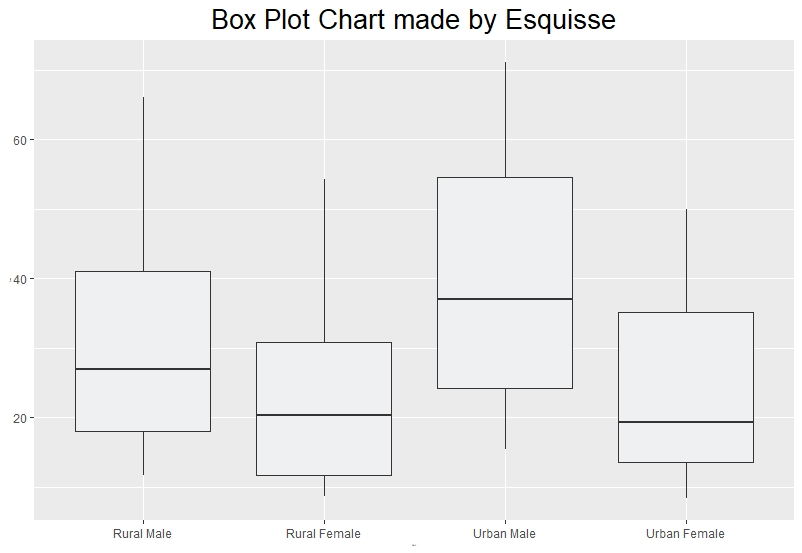 Box Plot Chart made by Esquisse
60
40
20
Rural Male
Rural Female
Urban Male
Urban Female